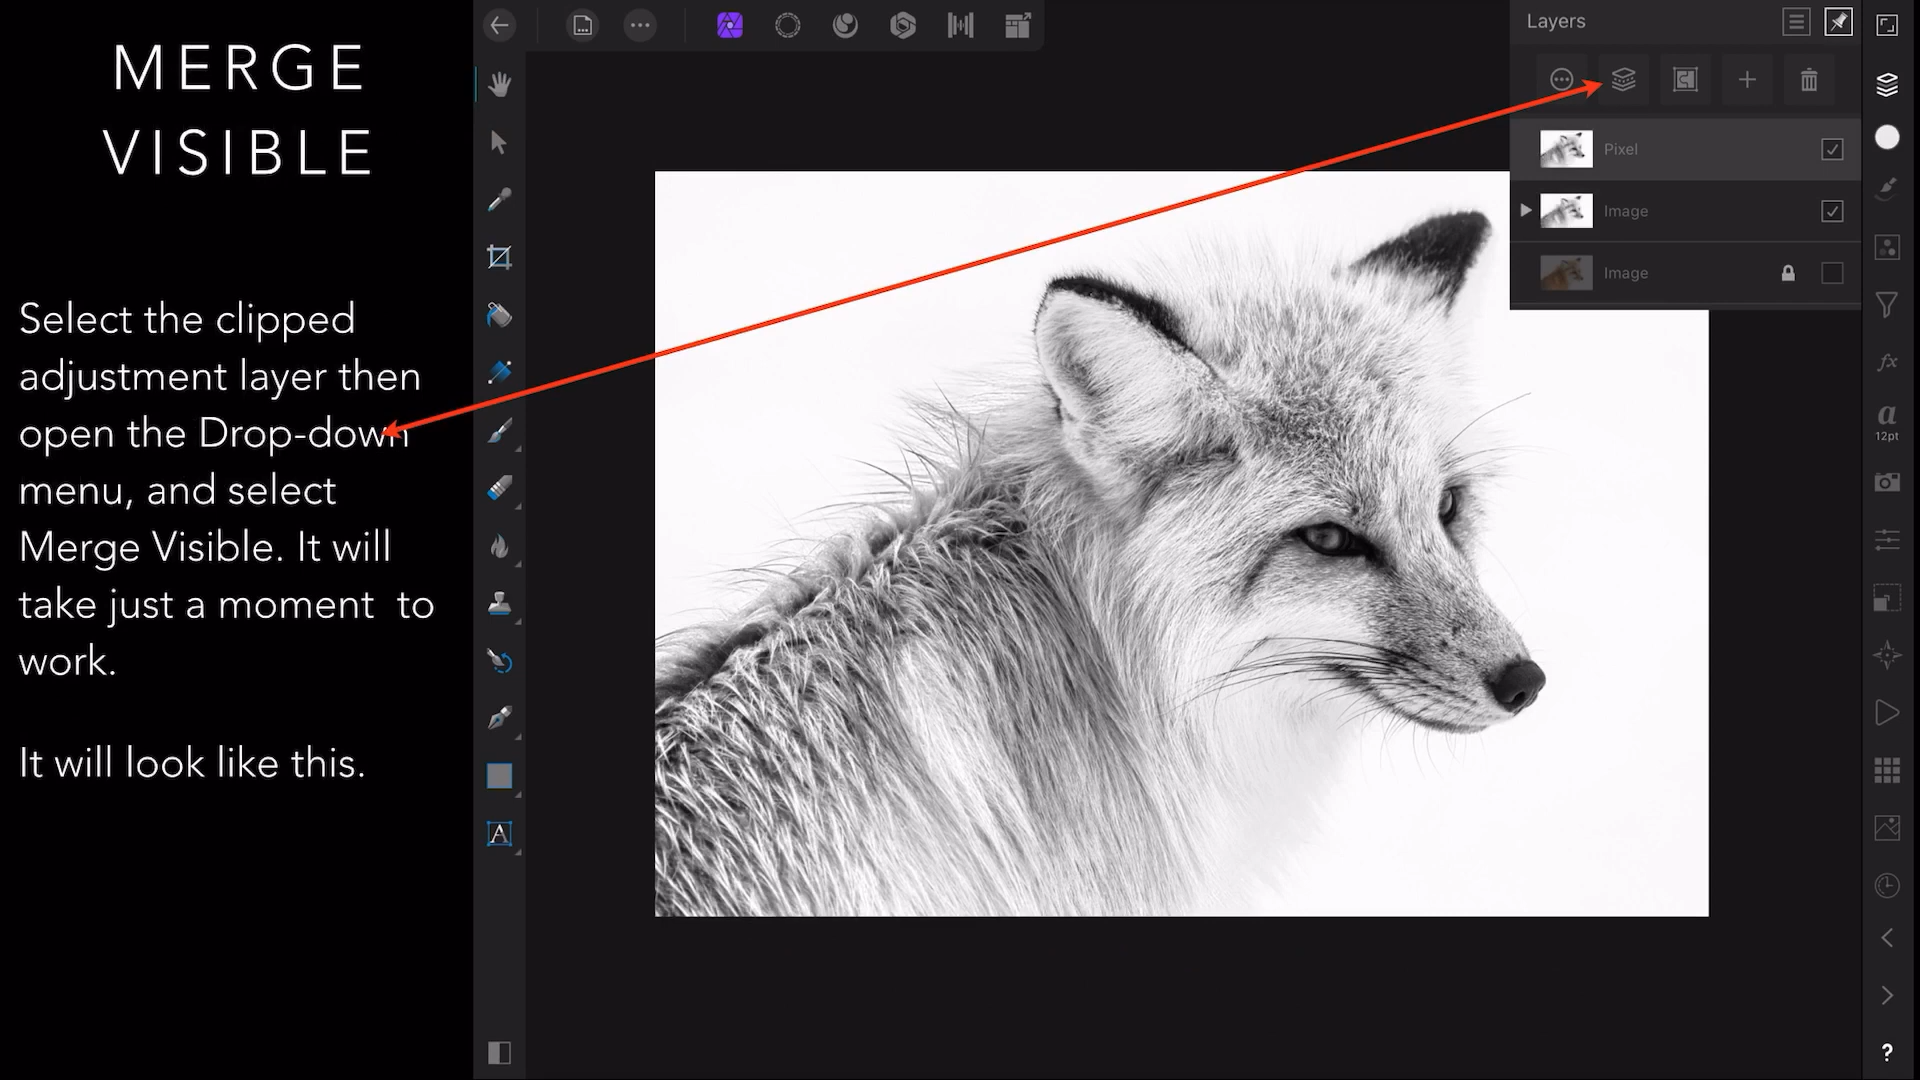 MERGE
VISIBLE
Select the clipped
adjustment layer then
open the Drop-down
menu, and select
Merge Visible. It will
take just a moment  to
work.
It will look like this.
Layers
Pixel
Image
Image
a
12pt
fx
A
?